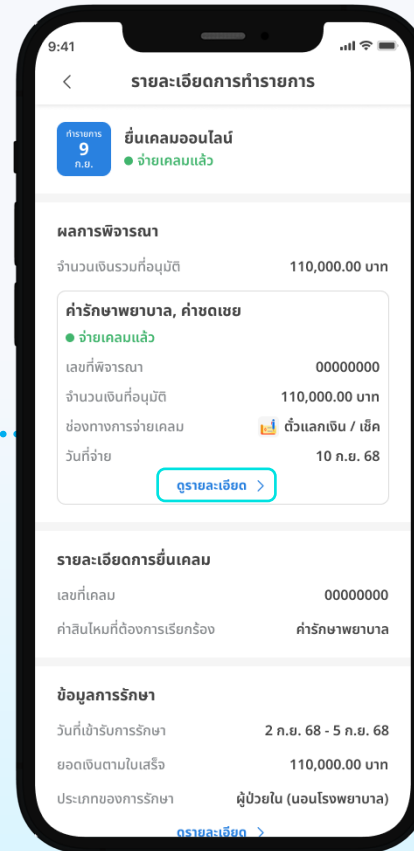 9:41
รายละเอียดการทำรายการ
ทำรายการ
9
ก.ย.
ยื่นเคลมออนไลน์
จ่ายเคลมแล้ว
ผลการพิจารณา
จำนวนเงินรวมที่อนุมัติ 110,000.00 บาท
ค่ารักษาพยาบาล, ค่าชดเชย
จ่ายเคลมแล้ว
เลขที่พิจารณา 00000000
จำนวนเงินที่อนุมัติ 110,000.00 บาท
ช่องทางการจ่ายเคลม ตั๋วแลกเงิน / เช็ค
วันที่จ่าย 10 ก.ย. 68
ดูรายละเอียด
รายละเอียดการยื่นเคลม
เลขที่เคลม 00000000
ค่าสินไหมที่ต้องการเรียกร้อง ค่ารักษาพยาบาล
ข้อมูลการรักษา
วันที่เข้ารับการรักษา 2 ก.ย. 68 - 5 ก.ย. 68
ยอดเงินตามใบเสร็จ 110,000.00 บาท
ประเภทของการรักษา ผู้ป่วยใน (นอนโรงพยาบาล)
ดูรายละเอียด